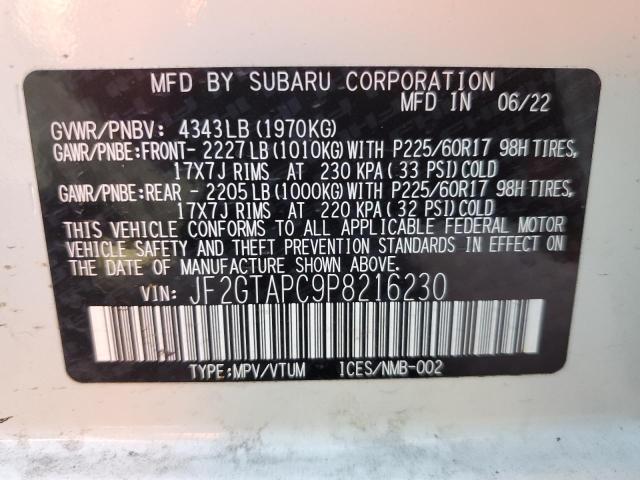 MFD BY SUBARU CORPORATION
MFD IN 06/22
GVWR/PNBV: 4343LB (1970KG)
GAWR/PNBE:FRONT- 2227LB (1010KG) WITH P225/60R17 98H TIRES,
17X7J RIMS AT 230 KPA ( 33 PSI) COLD
GAWR/PNBE:REAR - 2205LB (1000KG) WITH P225/60R17 98H TIRES,
17X7J RIMS AT 220 KPA ( 32 PSI) COLD
THIS VEHICLE CONFORMS TO ALL APPLICABLE FEDERAL MOTOR
VEHICLE SAFETY AND THEFT PREVENTION STANDARDS IN EFFECT ON
THE DATE OF MANUFACTURE SHOWN ABOVE.
VIN: JF2GTAPC9P8216230
TYPE:MPV/VTUM ICES/NMB-002